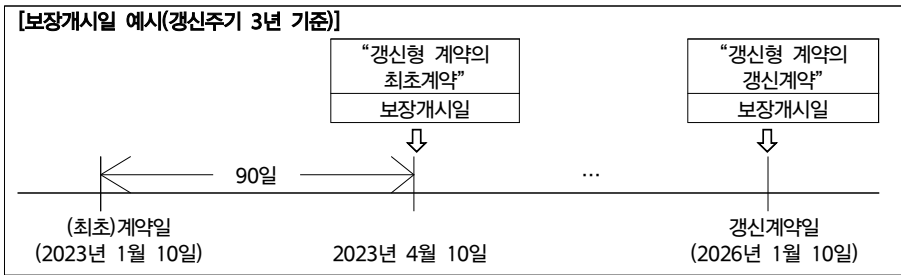 [보장개시일 예시(갱신주기 3년 기준)]
“갱신형 계약의
최초계약”
보장개시일
“갱신형 계약의
갱신계약”
보장개시일
90일
…
(최초)계약일
(2023년 1월 10일)
2023년 4월 10일
갱신계약일
(2026년 1월 10일)